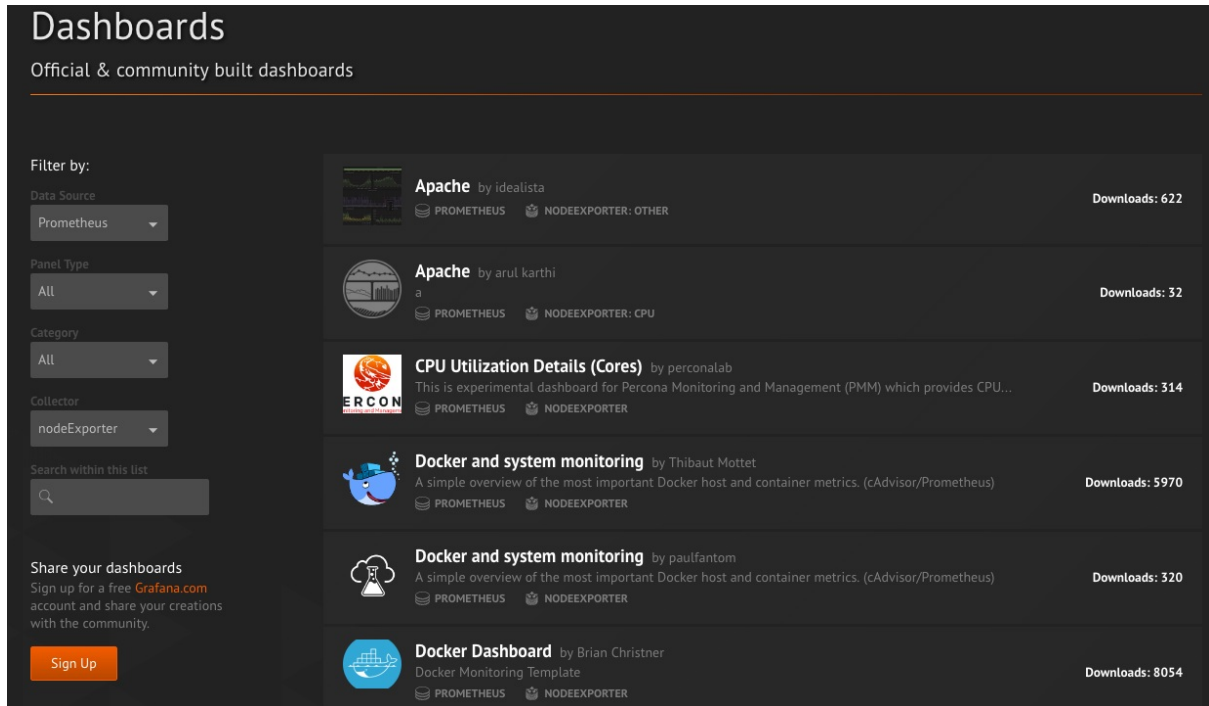 Dashboards
Official & community built dashboards
Filter by:
Data Source
Prometheus
Panel Type
All
Category
All
Collector
nodeExporter
Search within this list
Share your dashboards
Sign up for a free Grafana.com
account and share your creations
with the community.
Sign Up
Apache by idealista
PROMETHEUS NODEEXPORTER: OTHER
Downloads: 622
Apache by arul karthi
a
PROMETHEUS NODEEXPORTER: CPU
Downloads: 32
ERCON
CPU Utilization Details (Cores) by perconalab
This is experimental dashboard for Percona Monitoring and Management (PMM) which provides CPU...
PROMETHEUS NODEEXPORTER
Downloads: 314
Docker and system monitoring by Thibaut Mottet
A simple overview of the most important Docker host and container metrics. (cAdvisor/Prometheus)
PROMETHEUS NODEEXPORTER
Downloads: 5970
Docker and system monitoring by paulfantom
A simple overview of the most important Docker host and container metrics. (cAdvisor/Prometheus)
PROMETHEUS NODEEXPORTER
Downloads: 320
Docker Dashboard by Brian Christner
Docker Monitoring Template
PROMETHEUS NODEEXPORTER
Downloads: 8054